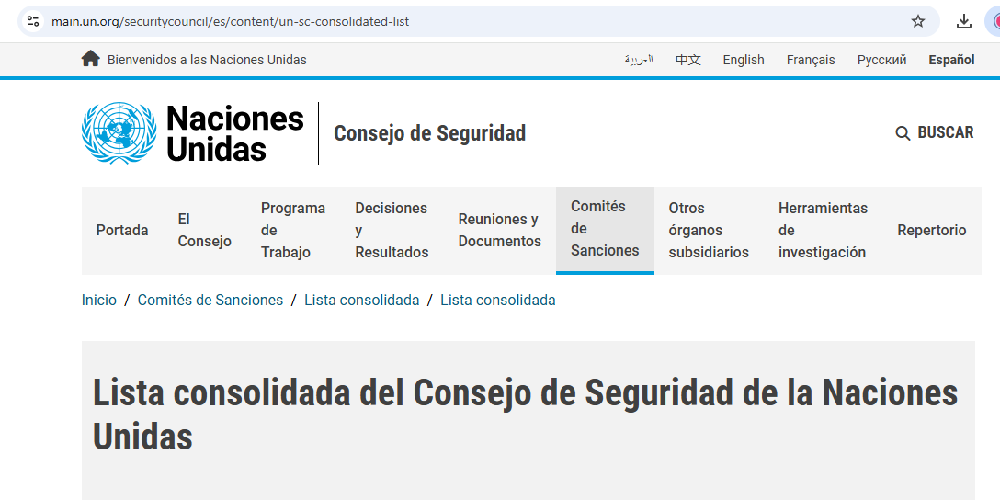 main.un.org/securitycouncil/es/content/un-sc-consolidated-list
Bienvenidos a las Naciones Unidas
العربية
中文
English
Français
Русский
Español
Naciones
Unidas
Consejo de Seguridad
BUSCAR
Portada
El
Consejo
Programa
de
Trabajo
Decisiones
y
Resultados
Reuniones y
Documentos
Comités
de
Sanciones
Otros
órganos
subsidiarios
Herramientas
de
investigación
Repertorio
Inicio / Comités de Sanciones / Lista consolidada / Lista consolidada
Lista consolidada del Consejo de Seguridad de la Naciones
Unidas